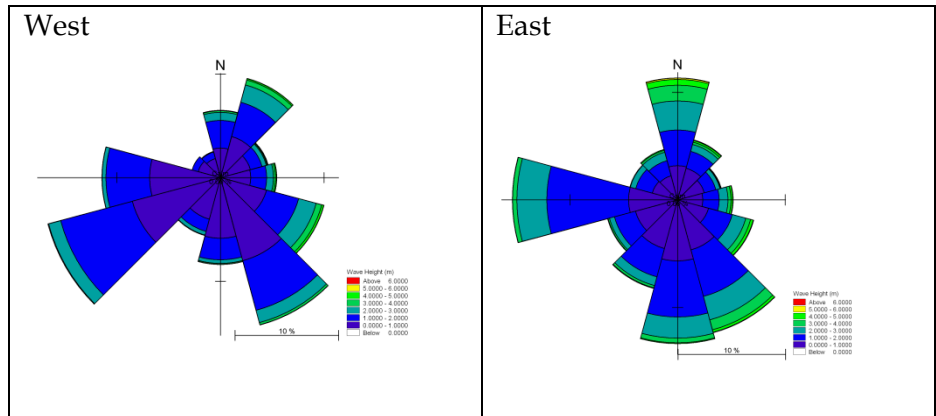 West
N
Wave Height (m)
Above 6.0000
5.0000 - 6.0000
4.0000 - 5.0000
3.0000 - 4.0000
2.0000 - 3.0000
1.0000 - 2.0000
0.0000 - 1.0000
Below 0.0000
10 %
East
N
Wave Height (m)
Above 6.0000
5.0000 - 6.0000
4.0000 - 5.0000
3.0000 - 4.0000
2.0000 - 3.0000
1.0000 - 2.0000
0.0000 - 1.0000
Below 0.0000
10 %